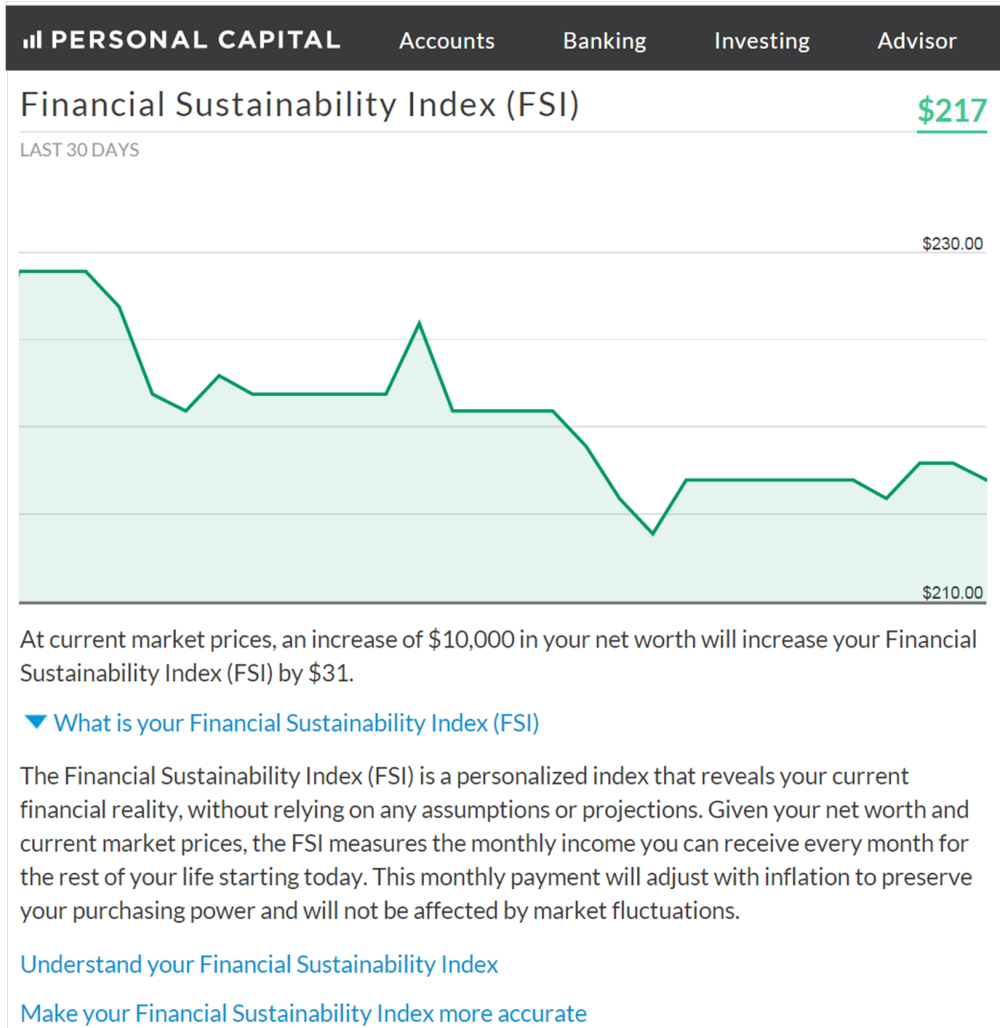 PERSONAL CAPITAL Accounts Banking Investing Advisor
Financial Sustainability Index (FSI) $217
LAST 30 DAYS
$230.00
$210.00
At current market prices, an increase of $10,000 in your net worth will increase your Financial
Sustainability Index (FSI) by $31.
What is your Financial Sustainability Index (FSI)
The Financial Sustainability Index (FSI) is a personalized index that reveals your current
financial reality, without relying on any assumptions or projections. Given your net worth and
current market prices, the FSI measures the monthly income you can receive every month for
the rest of your life starting today. This monthly payment will adjust with inflation to preserve
your purchasing power and will not be affected by market fluctuations.
Understand your Financial Sustainability Index
Make your Financial Sustainability Index more accurate